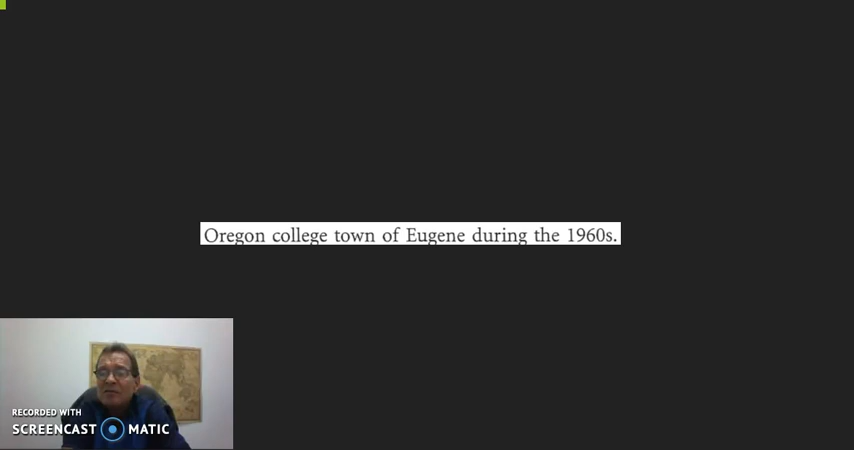 Oregon college town of Eugene during the 1960s.
RECORDED WITH
SCREENCAST MATIC